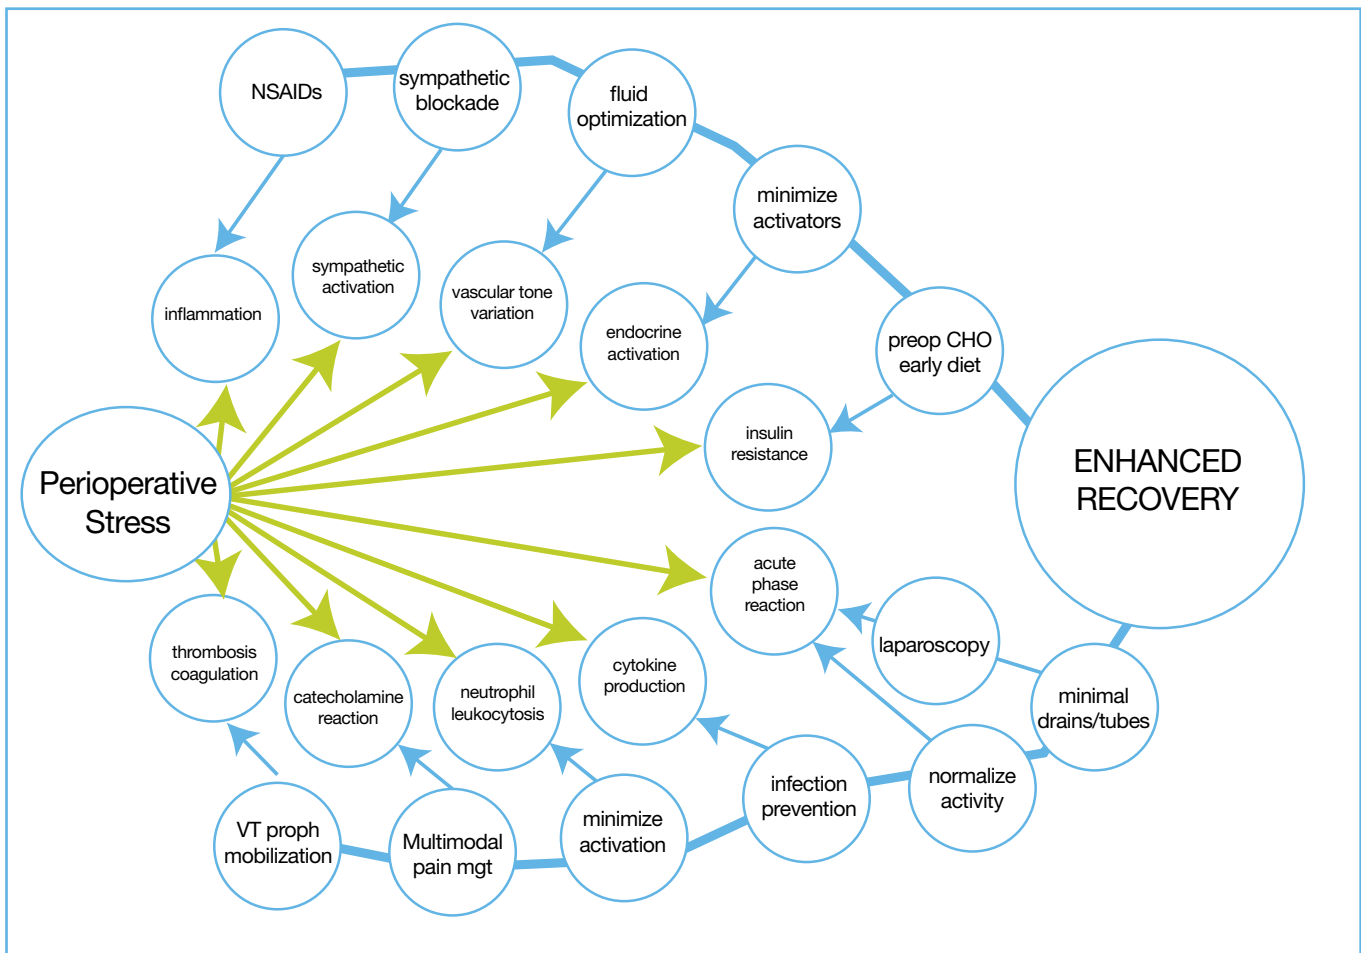 NSAIDs
sympathetic
blockade
fluid
optimization
minimize
activators
preop CHO
early diet
inflammation
sympathetic
activation
vascular tone
variation
endocrine
activation
insulin
resistance
Perioperative
Stress
ENHANCED
RECOVERY
acute
phase
reaction
laparoscopy
minimal
drains/tubes
thrombosis
coagulation
catecholamine
reaction
neutrophil
leukocytosis
cytokine
production
VT proph
mobilization
Multimodal
pain mgt
minimize
activation
infection
prevention
normalize
activity